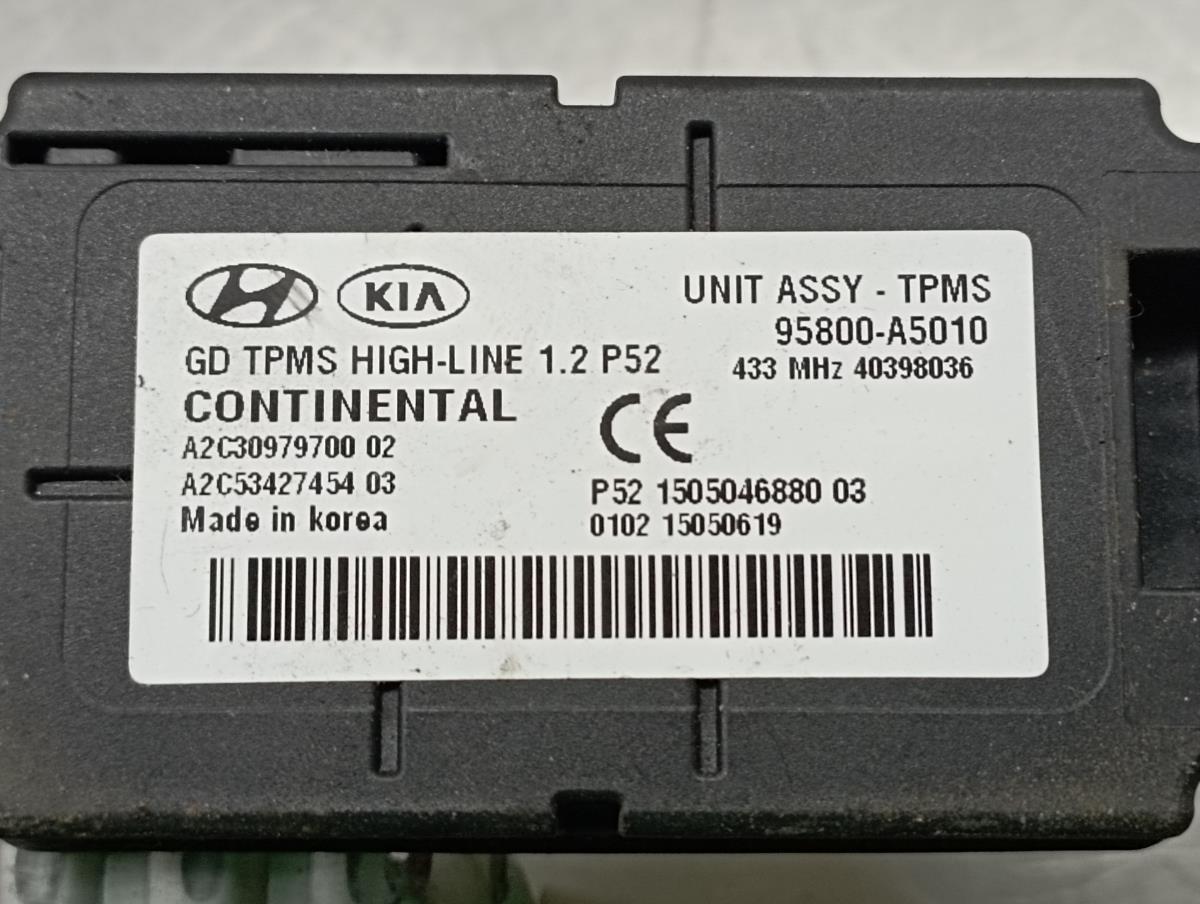 KIA
UNIT ASSY - TPMS
95800-A5010
GD TPMS HIGH-LINE 1.2 P52
433 MHz 40398036
CONTINENTAL
CE
A2C30979700 02
A2C53427454 03
P52 1505046880 03
Made in korea
0102 15050619